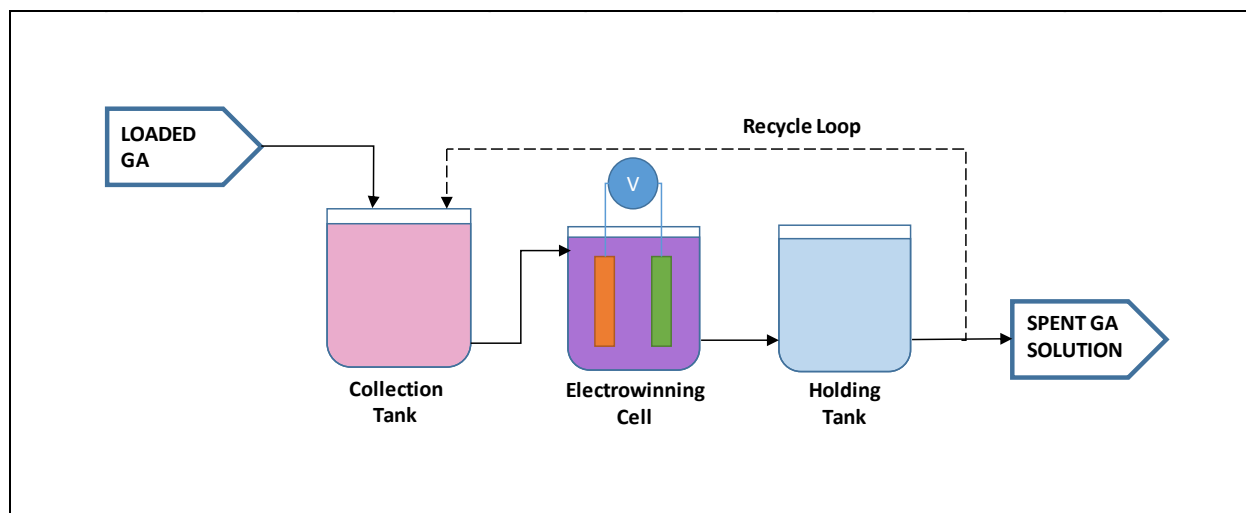 LOADED
GA
Recycle Loop
V
Collection
Tank
Electrowinning
Cell
Holding
Tank
SPENT GA
SOLUTION